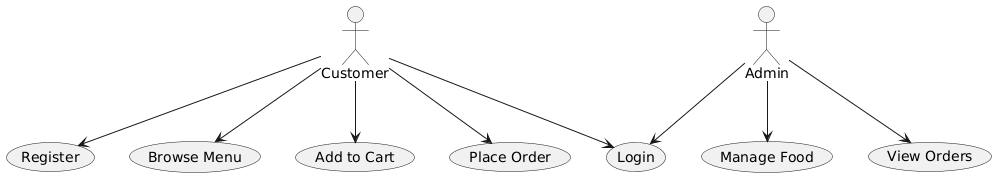 Customer
Admin
Register
Browse Menu
Add to Cart
Place Order
Login
Manage Food
View Orders